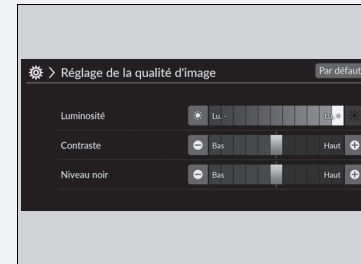 Réglage de la qualité d'image
Par défaut
Luminosité
Lu. -
Contraste
Bas
Haut
Niveau noir
Bas
Haut